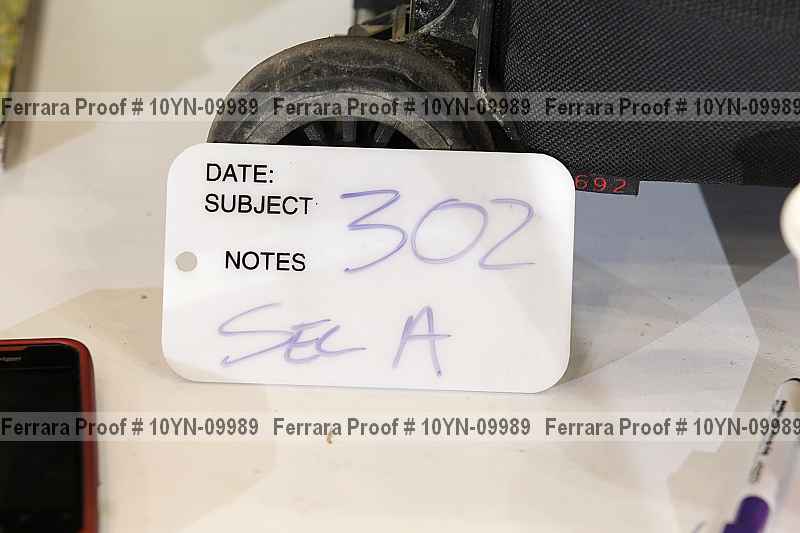 Ferrara Proof # 10YN-09989 Ferrara Proof # 10YN-09989 Ferrara Proof # 10YN-09989
DATE:
692
SUBJECT 302
NOTES
SEC A
verizon
Ferrara Proof # 10YN-09989 Ferrara Proof # 10YN-09989 Ferrara Proof # 10YN-09989